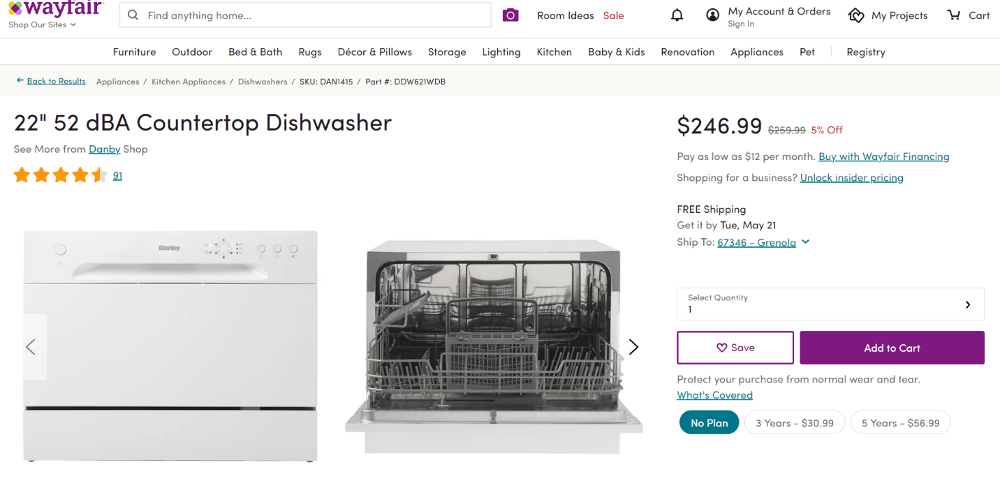 wayfair
Shop Our Sites
Find anything home...
Room Ideas
Sale
My Account & Orders
Sign In
My Projects
Cart
Furniture
Outdoor
Bed & Bath
Rugs
Décor & Pillows
Storage
Lighting
Kitchen
Baby & Kids
Renovation
Appliances
Pet
Registry
Back to Results
Appliances / Kitchen Appliances / Dishwashers / SKU: DAN1415 / Part #: DDW621WDB
22" 52 dBA Countertop Dishwasher
See More from Danby Shop
91
Danby
$246.99 $259.99 5% Off
Pay as low as $12 per month. Buy with Wayfair Financing
Shopping for a business? Unlock insider pricing
FREE Shipping
Get it by Tue, May 21
Ship To: 67346 - Grenola
Select Quantity
1
Save
Add to Cart
Protect your purchase from normal wear and tear.
What's Covered
No Plan
3 Years - $30.99
5 Years - $56.99